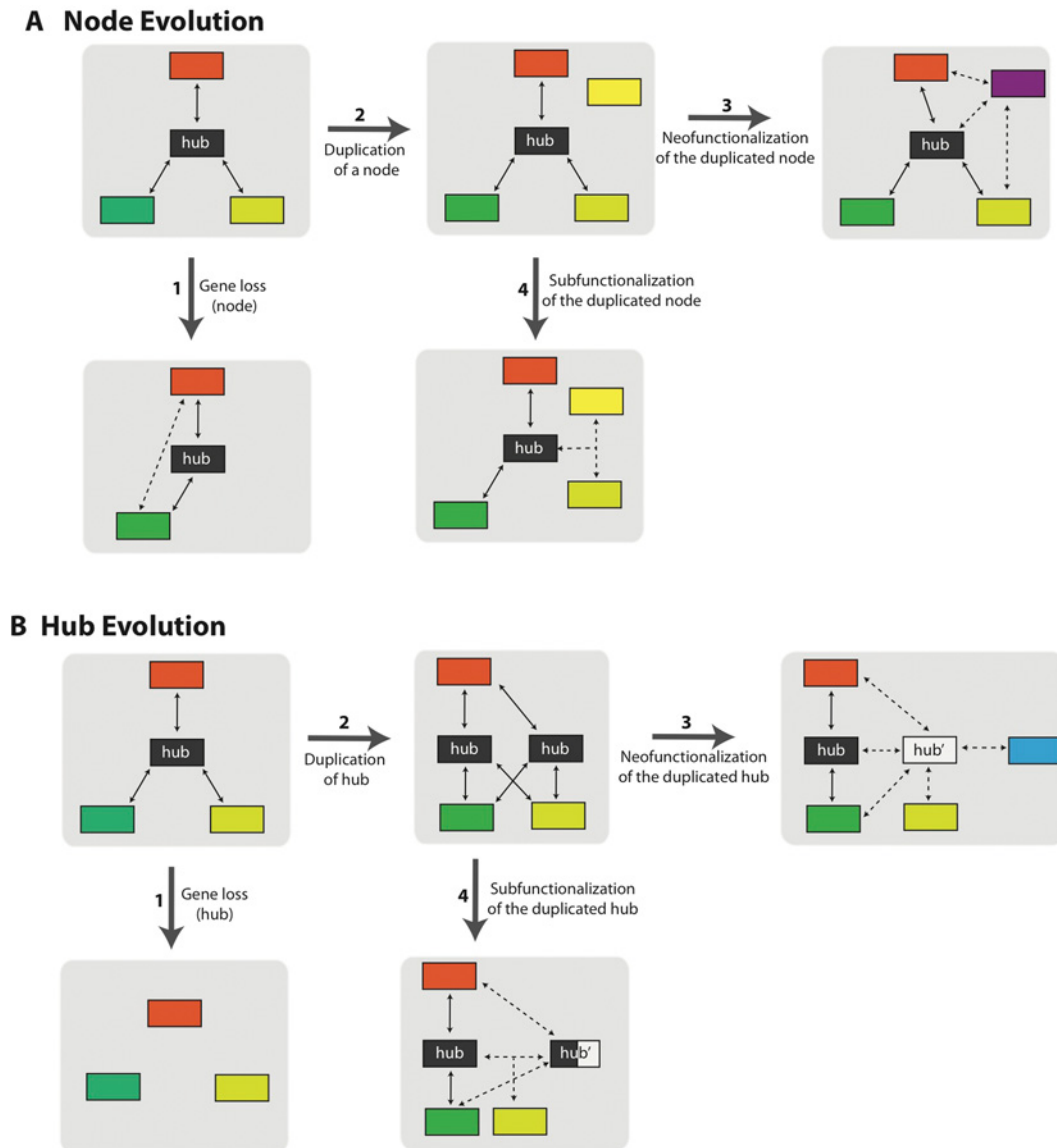 A Node Evolution
hub
2
Duplication
of a node
hub
3
Neofunctionalization
of the duplicated node
hub
1
Gene loss
(node)
4
Subfunctionalization
of the duplicated node
hub
hub
B Hub Evolution
hub
2
Duplication
of hub
hub
hub
3
Neofunctionalization
of the duplicated hub
hub
hub′
1
Gene loss
(hub)
4
Subfunctionalization
of the duplicated hub
hub
hub′